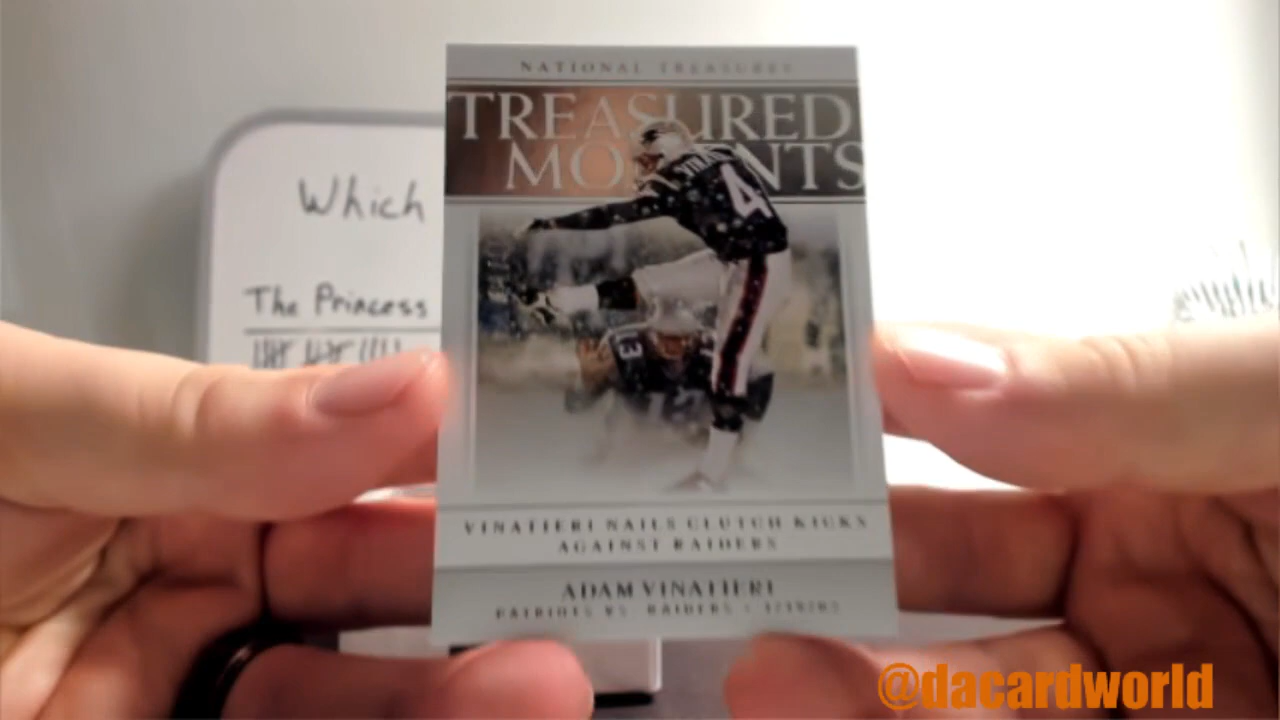 NATIONAL TREASURES
TREASURED
MOMENTS
4
Which
The Princess
VINATIERI NAILS CLUTCH KICKS
AGAINST RAIDERS
ADAM VINATIERI
PATRIOTS VS. RAIDERS
@dacardworld